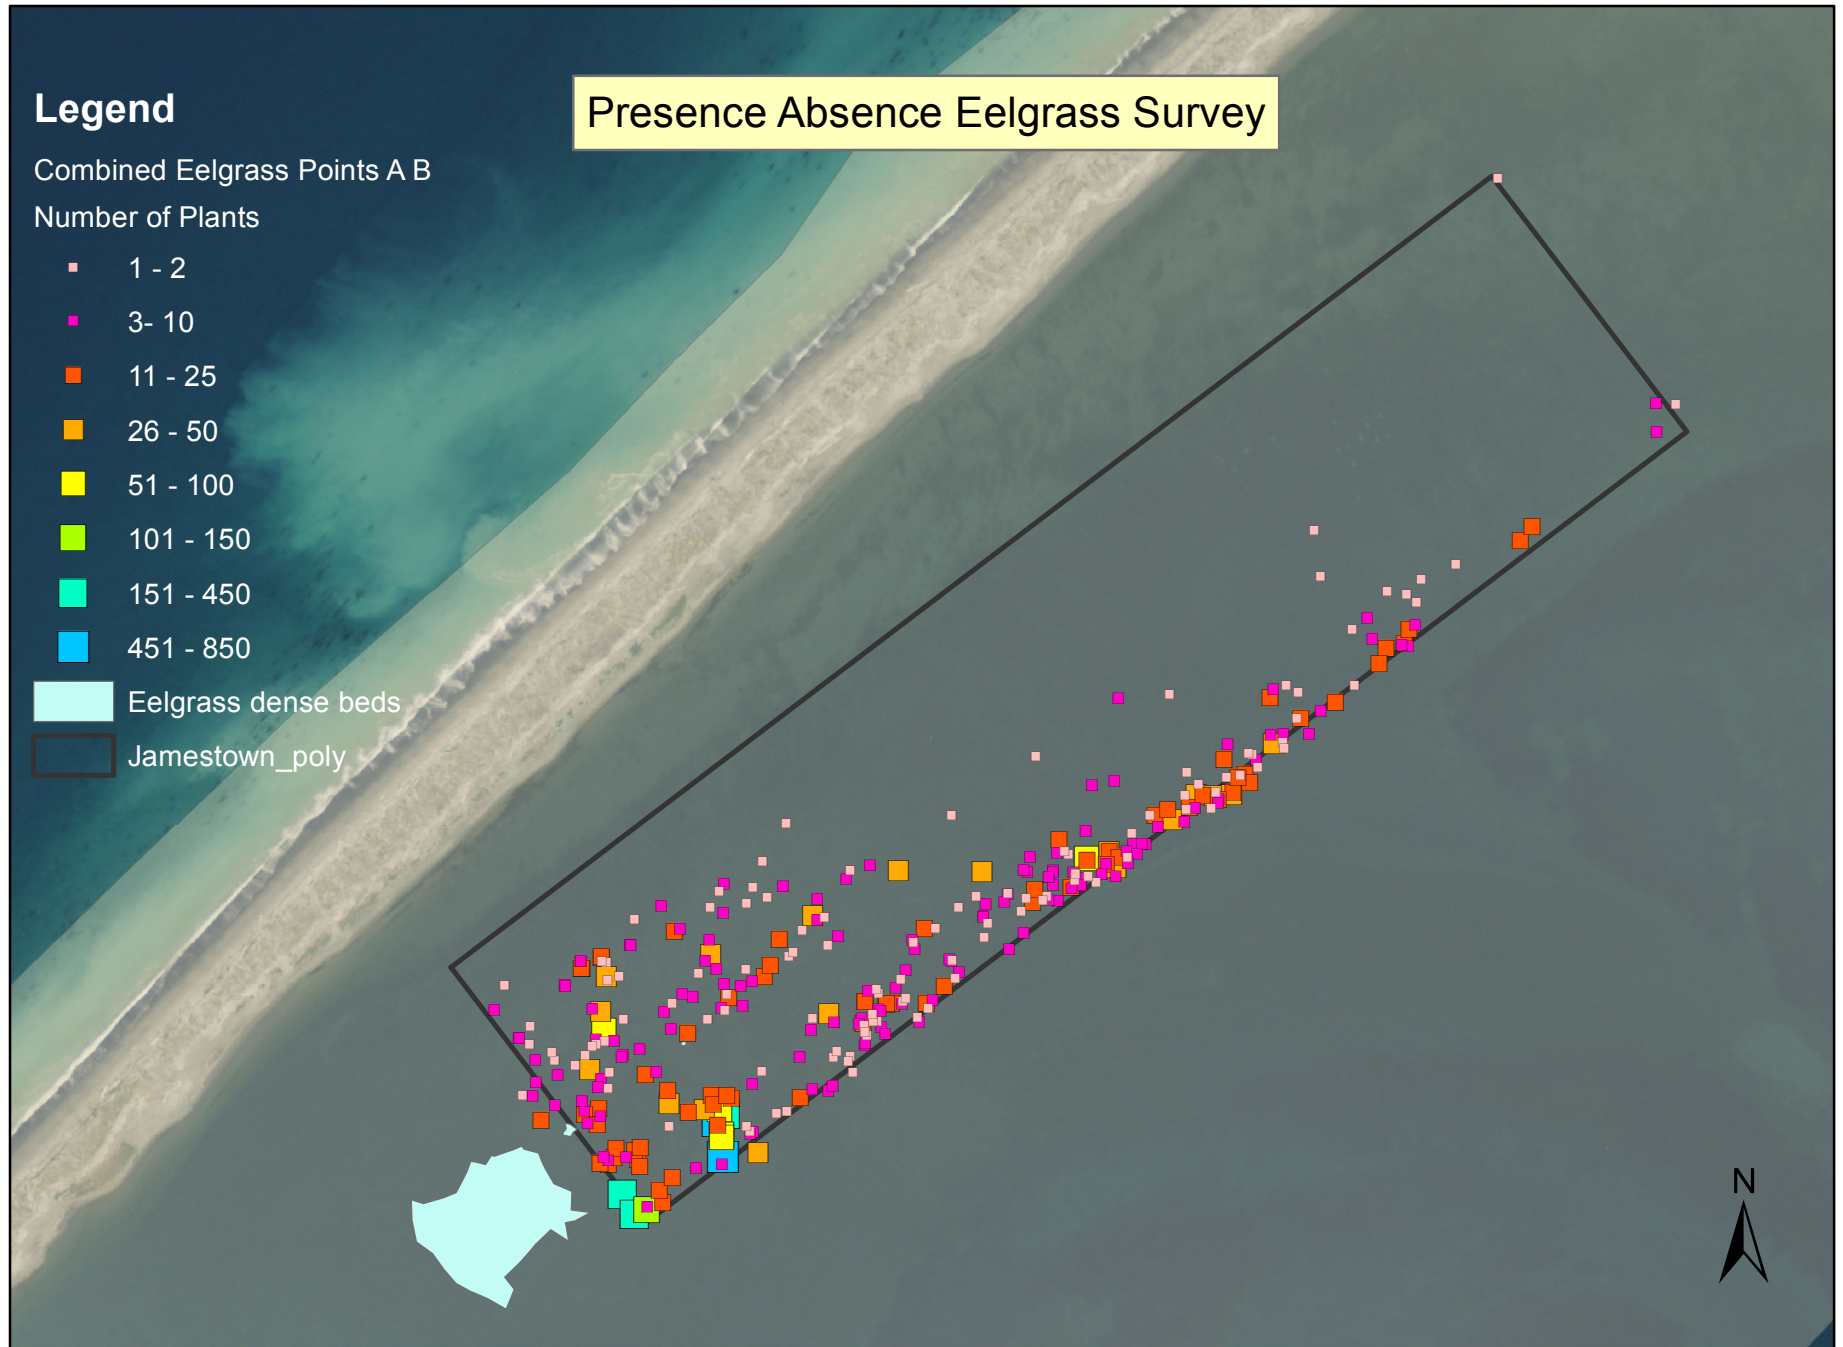 Presence Absence Eelgrass Survey
Legend
Combined Eelgrass Points A B
Number of Plants
1 - 2
3- 10
11 - 25
26 - 50
51 - 100
101 - 150
151 - 450
451 - 850
Eelgrass dense beds
Jamestown_poly
N